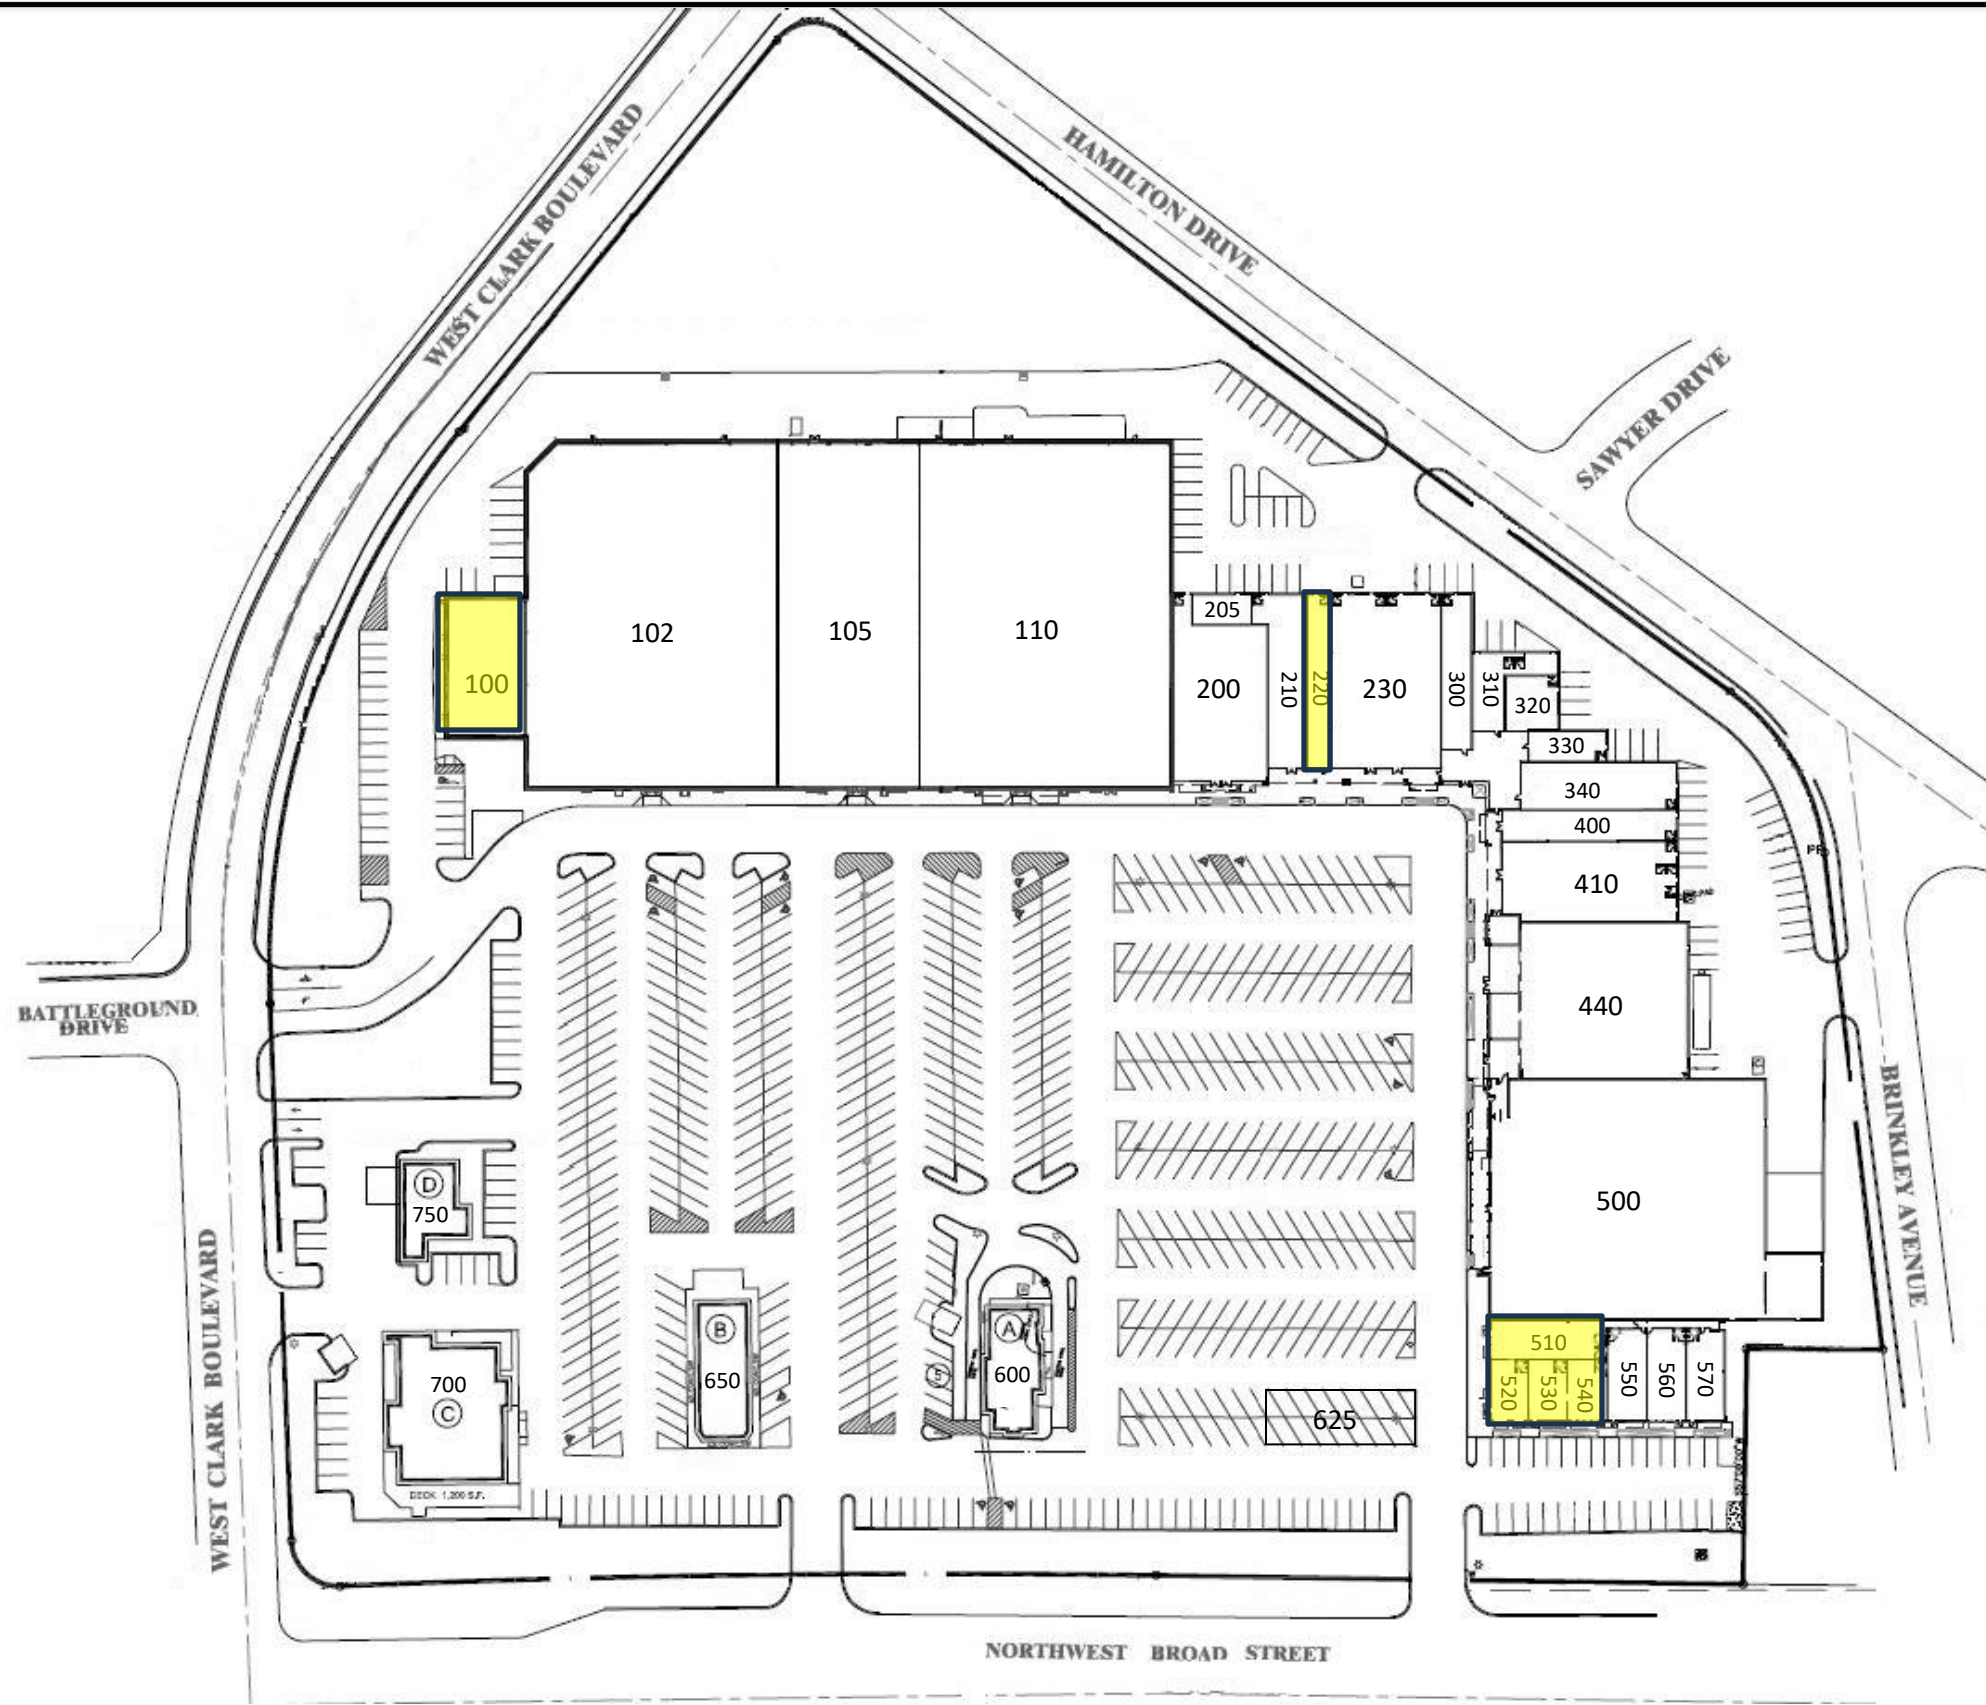 WEST CLARK BOULEVARD
HAMILTON DRIVE
SAWYER DRIVE
102
105
110
205
100
200
210
220
230
300
310
320
330
340
400
410
440
BATTLEGROUND
DRIVE
BRINKLEY AVENUE
500
D
750
WEST CLARK BOULEVARD
B
650
A
600
510
520
530
540
550
560
570
700
C
625
DECK 1,200 S.F.
NORTHWEST BROAD STREET